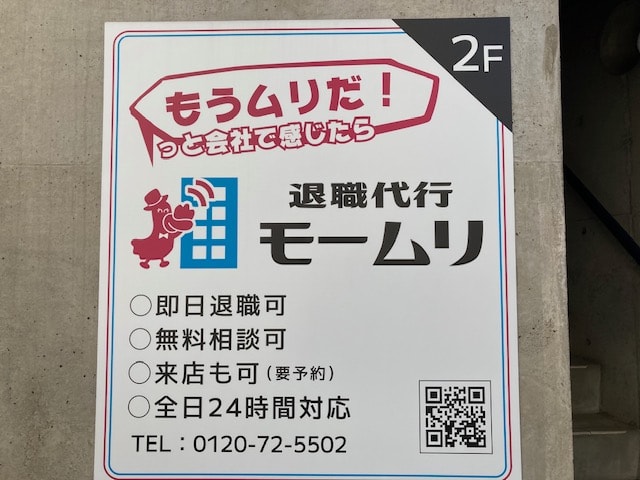 2F
もうムリだ！
っと会社で感じたら
退職代行
モームリ
○即日退職可
○無料相談可
○来店も可（要予約）
○全日24時間対応
TEL：0120-72-5502